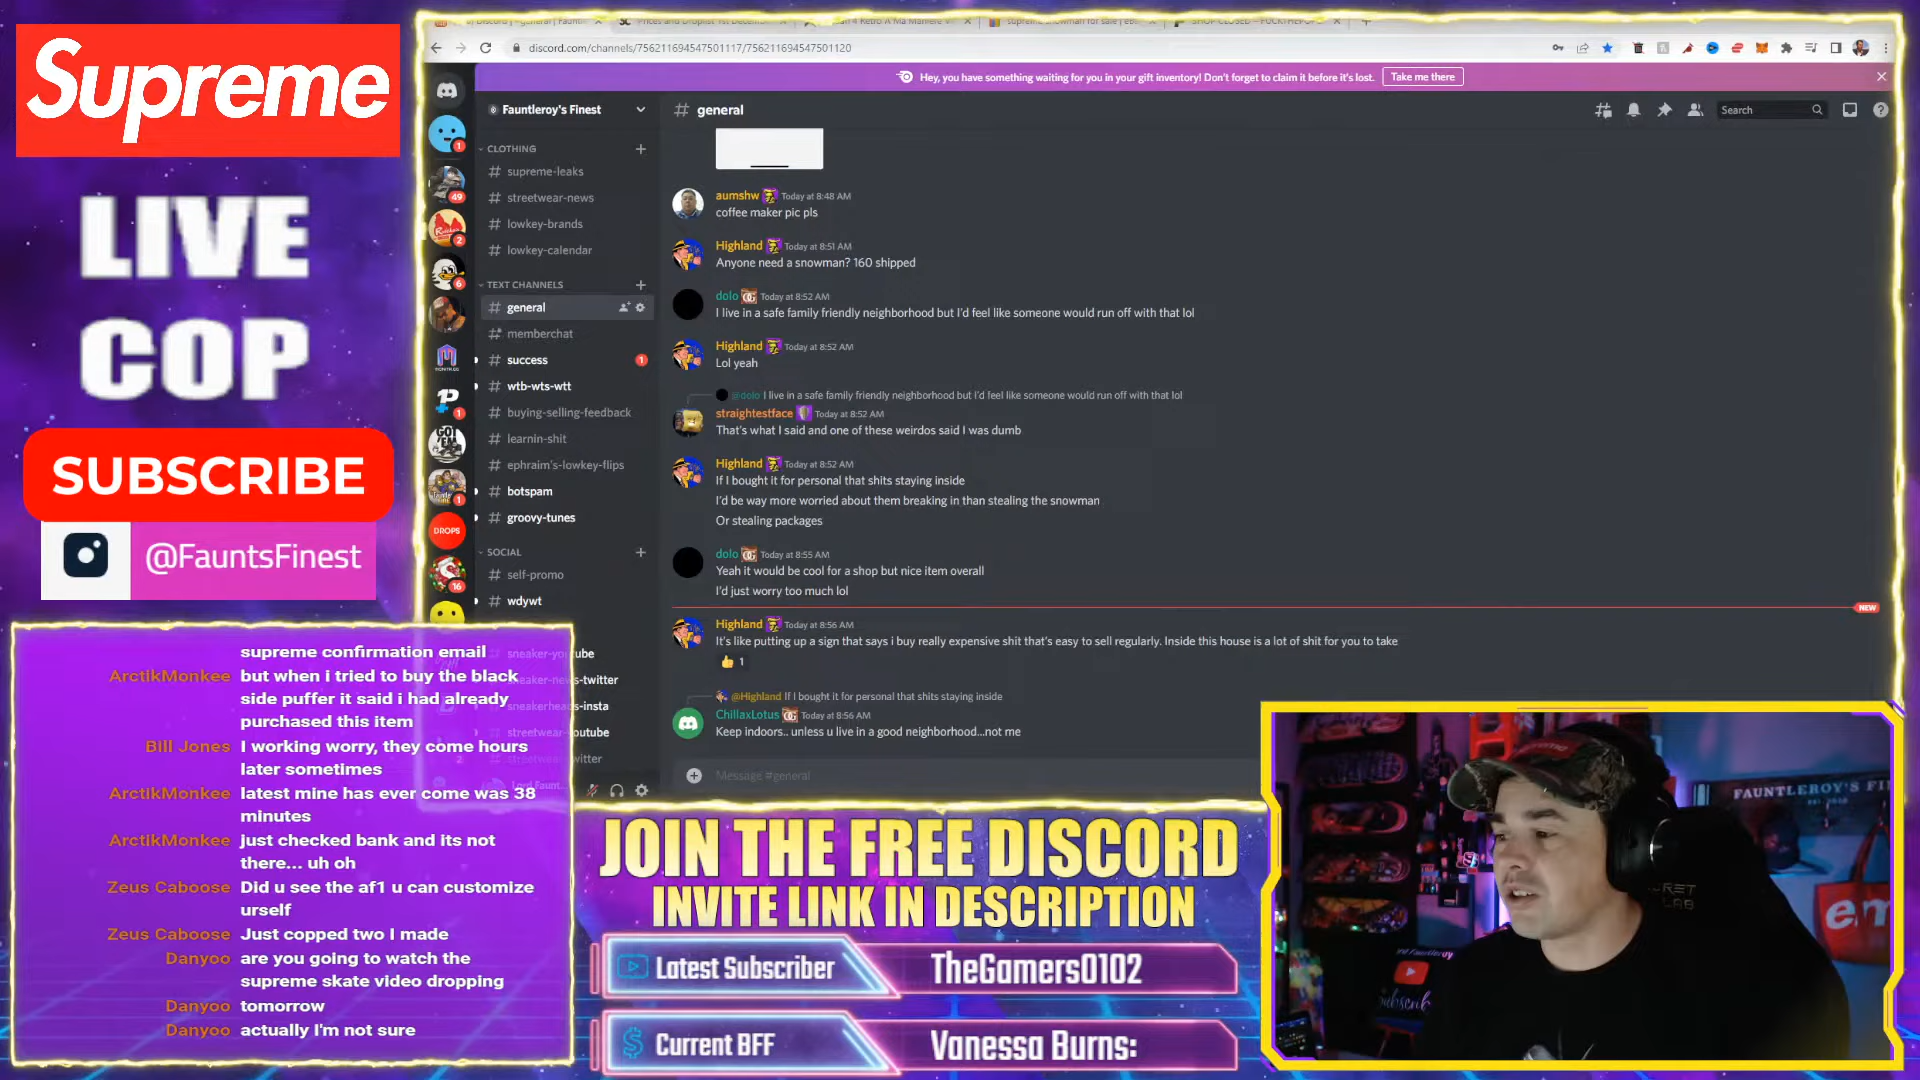 Supreme
LIVE
COP
SUBSCRIBE
@FauntsFinest
discord.com/channels/756211694547501117/756211694547501120
Hey, you have something waiting for you in your gift inventory! Don't forget to claim it before it's lost.
Take me there
Fauntleroy's Finest
# general
Search
CLOTHING
# supreme-leaks
# streetwear-news
# lowkey-brands
# lowkey-calendar
TEXT CHANNELS
# general
# memberchat
# success 1
# wtb-wts-wtt
# buying-selling-feedback
# learnin-shit
# ephraim's-lowkey-flips
# botspam
# groovy-tunes
SOCIAL
# self-promo
# wdywt
1
49
2
6
1
1
DROPS
16
aumshw Today at 8:48 AM
coffee maker pic pls
Highland Today at 8:51 AM
Anyone need a snowman? 160 shipped
dolo OG Today at 8:52 AM
I live in a safe family friendly neighborhood but I'd feel like someone would run off with that lol
Highland Today at 8:52 AM
Lol yeah
@dolo I live in a safe family friendly neighborhood but I'd feel like someone would run off with that lol
straightestface Today at 8:52 AM
That's what I said and one of these weirdos said I was dumb
Highland Today at 8:52 AM
If I bought it for personal that shits staying inside
I'd be way more worried about them breaking in than stealing the snowman
Or stealing packages
dolo OG Today at 8:55 AM
Yeah it would be cool for a shop but nice item overall
I'd just worry too much lol
NEW
Highland Today at 8:56 AM
It's like putting up a sign that says i buy really expensive shit that's easy to sell regularly. Inside this house is a lot of shit for you to take
1
@Highland If I bought it for personal that shits staying inside
ChillaxLotus OG Today at 8:56 AM
Keep indoors.. unless u live in a good neighborhood...not me
Message #general
supreme confirmation email
ArctikMonkee but when i tried to buy the black
side puffer it said i had already
purchased this item
Bill Jones I working worry, they come hours
later sometimes
ArctikMonkee latest mine has ever come was 38
minutes
ArctikMonkee just checked bank and its not
there... uh oh
Zeus Caboose Did u see the af1 u can customize
urself
Zeus Caboose Just copped two I made
Danyoo are you going to watch the
supreme skate video dropping
Danyoo tomorrow
Danyoo actually I'm not sure
JOIN THE FREE DISCORD
INVITE LINK IN DESCRIPTION
Latest Subscriber TheGamers0102
Current BFF Vanessa Burns:
FAUNTLEROY'S FI